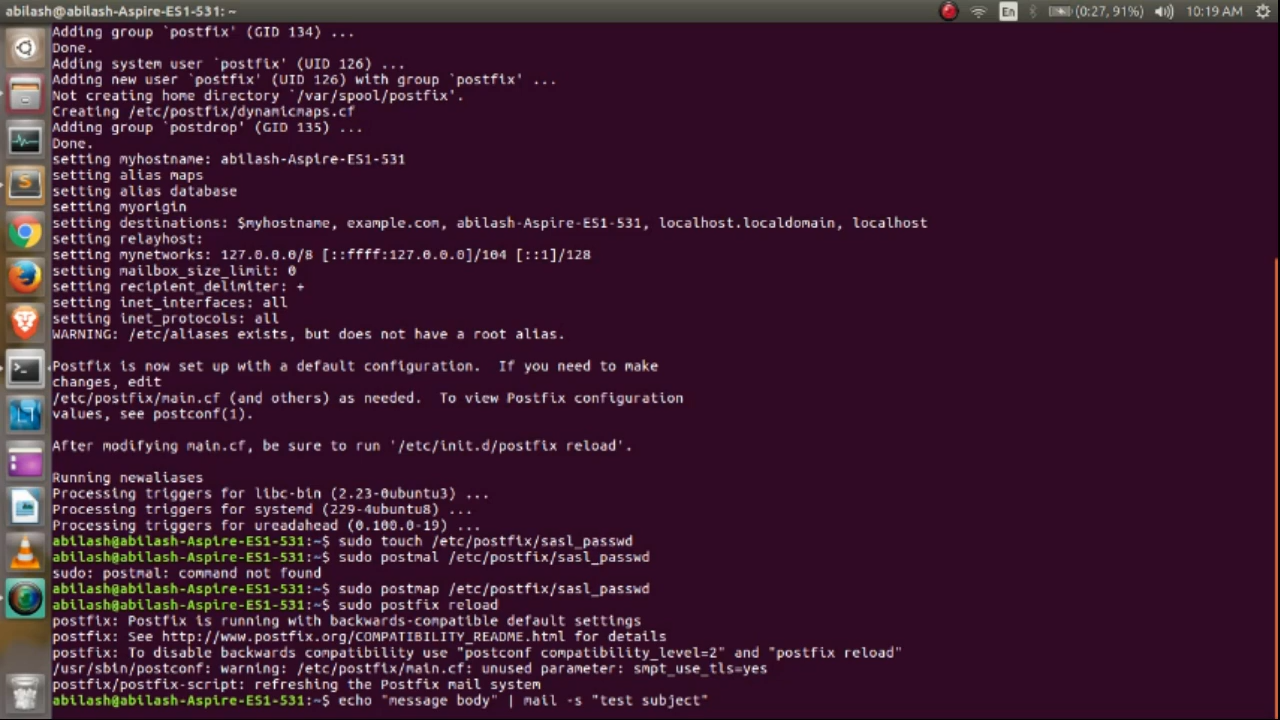 abilash@abilash-Aspire-ES1-531: ~
En (0:27, 91%) 10:19 AM
Adding group `postfix' (GID 134) ...
Done.
Adding system user `postfix' (UID 126) ...
Adding new user `postfix' (UID 126) with group `postfix' ...
Not creating home directory `/var/spool/postfix'.
Creating /etc/postfix/dynamicmaps.cf
Adding group `postdrop' (GID 135) ...
Done.
setting myhostname: abilash-Aspire-ES1-531
setting alias maps
setting alias database
setting myorigin
setting destinations: $myhostname, example.com, abilash-Aspire-ES1-531, localhost.localdomain, localhost
setting relayhost:
setting mynetworks: 127.0.0.0/8 [::ffff:127.0.0.0]/104 [::1]/128
setting mailbox_size_limit: 0
setting recipient_delimiter: +
setting inet_interfaces: all
setting inet_protocols: all
WARNING: /etc/aliases exists, but does not have a root alias.
Postfix is now set up with a default configuration.  If you need to make
changes, edit
/etc/postfix/main.cf (and others) as needed.  To view Postfix configuration
values, see postconf(1).
After modifying main.cf, be sure to run '/etc/init.d/postfix reload'.
Running newaliases
Processing triggers for libc-bin (2.23-0ubuntu3) ...
Processing triggers for systemd (229-4ubuntu8) ...
Processing triggers for ureadahead (0.100.0-19) ...
abilash@abilash-Aspire-ES1-531:~$ sudo touch /etc/postfix/sasl_passwd
abilash@abilash-Aspire-ES1-531:~$ sudo postmal /etc/postfix/sasl_passwd
sudo: postmal: command not found
abilash@abilash-Aspire-ES1-531:~$ sudo postmap /etc/postfix/sasl_passwd
abilash@abilash-Aspire-ES1-531:~$ sudo postfix reload
postfix: Postfix is running with backwards-compatible default settings
postfix: See http://www.postfix.org/COMPATIBILITY_README.html for details
postfix: To disable backwards compatibility use "postconf compatibility_level=2" and "postfix reload"
/usr/sbin/postconf: warning: /etc/postfix/main.cf: unused parameter: smpt_use_tls=yes
postfix/postfix-script: refreshing the Postfix mail system
abilash@abilash-Aspire-ES1-531:~$ echo "message body" | mail -s "test subject"